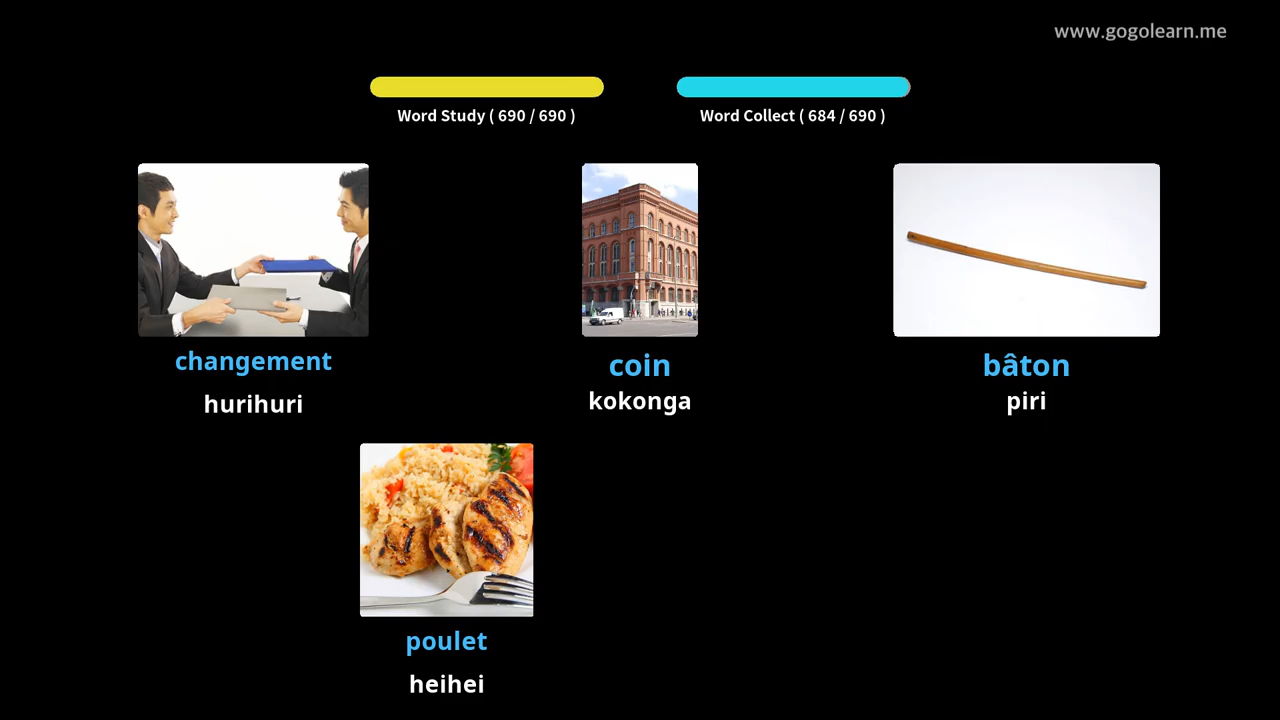 www.gogolearn.me
Word Study ( 690 / 690 )
Word Collect ( 684 / 690 )
changement
hurihuri
coin
kokonga
bâton
piri
poulet
heihei